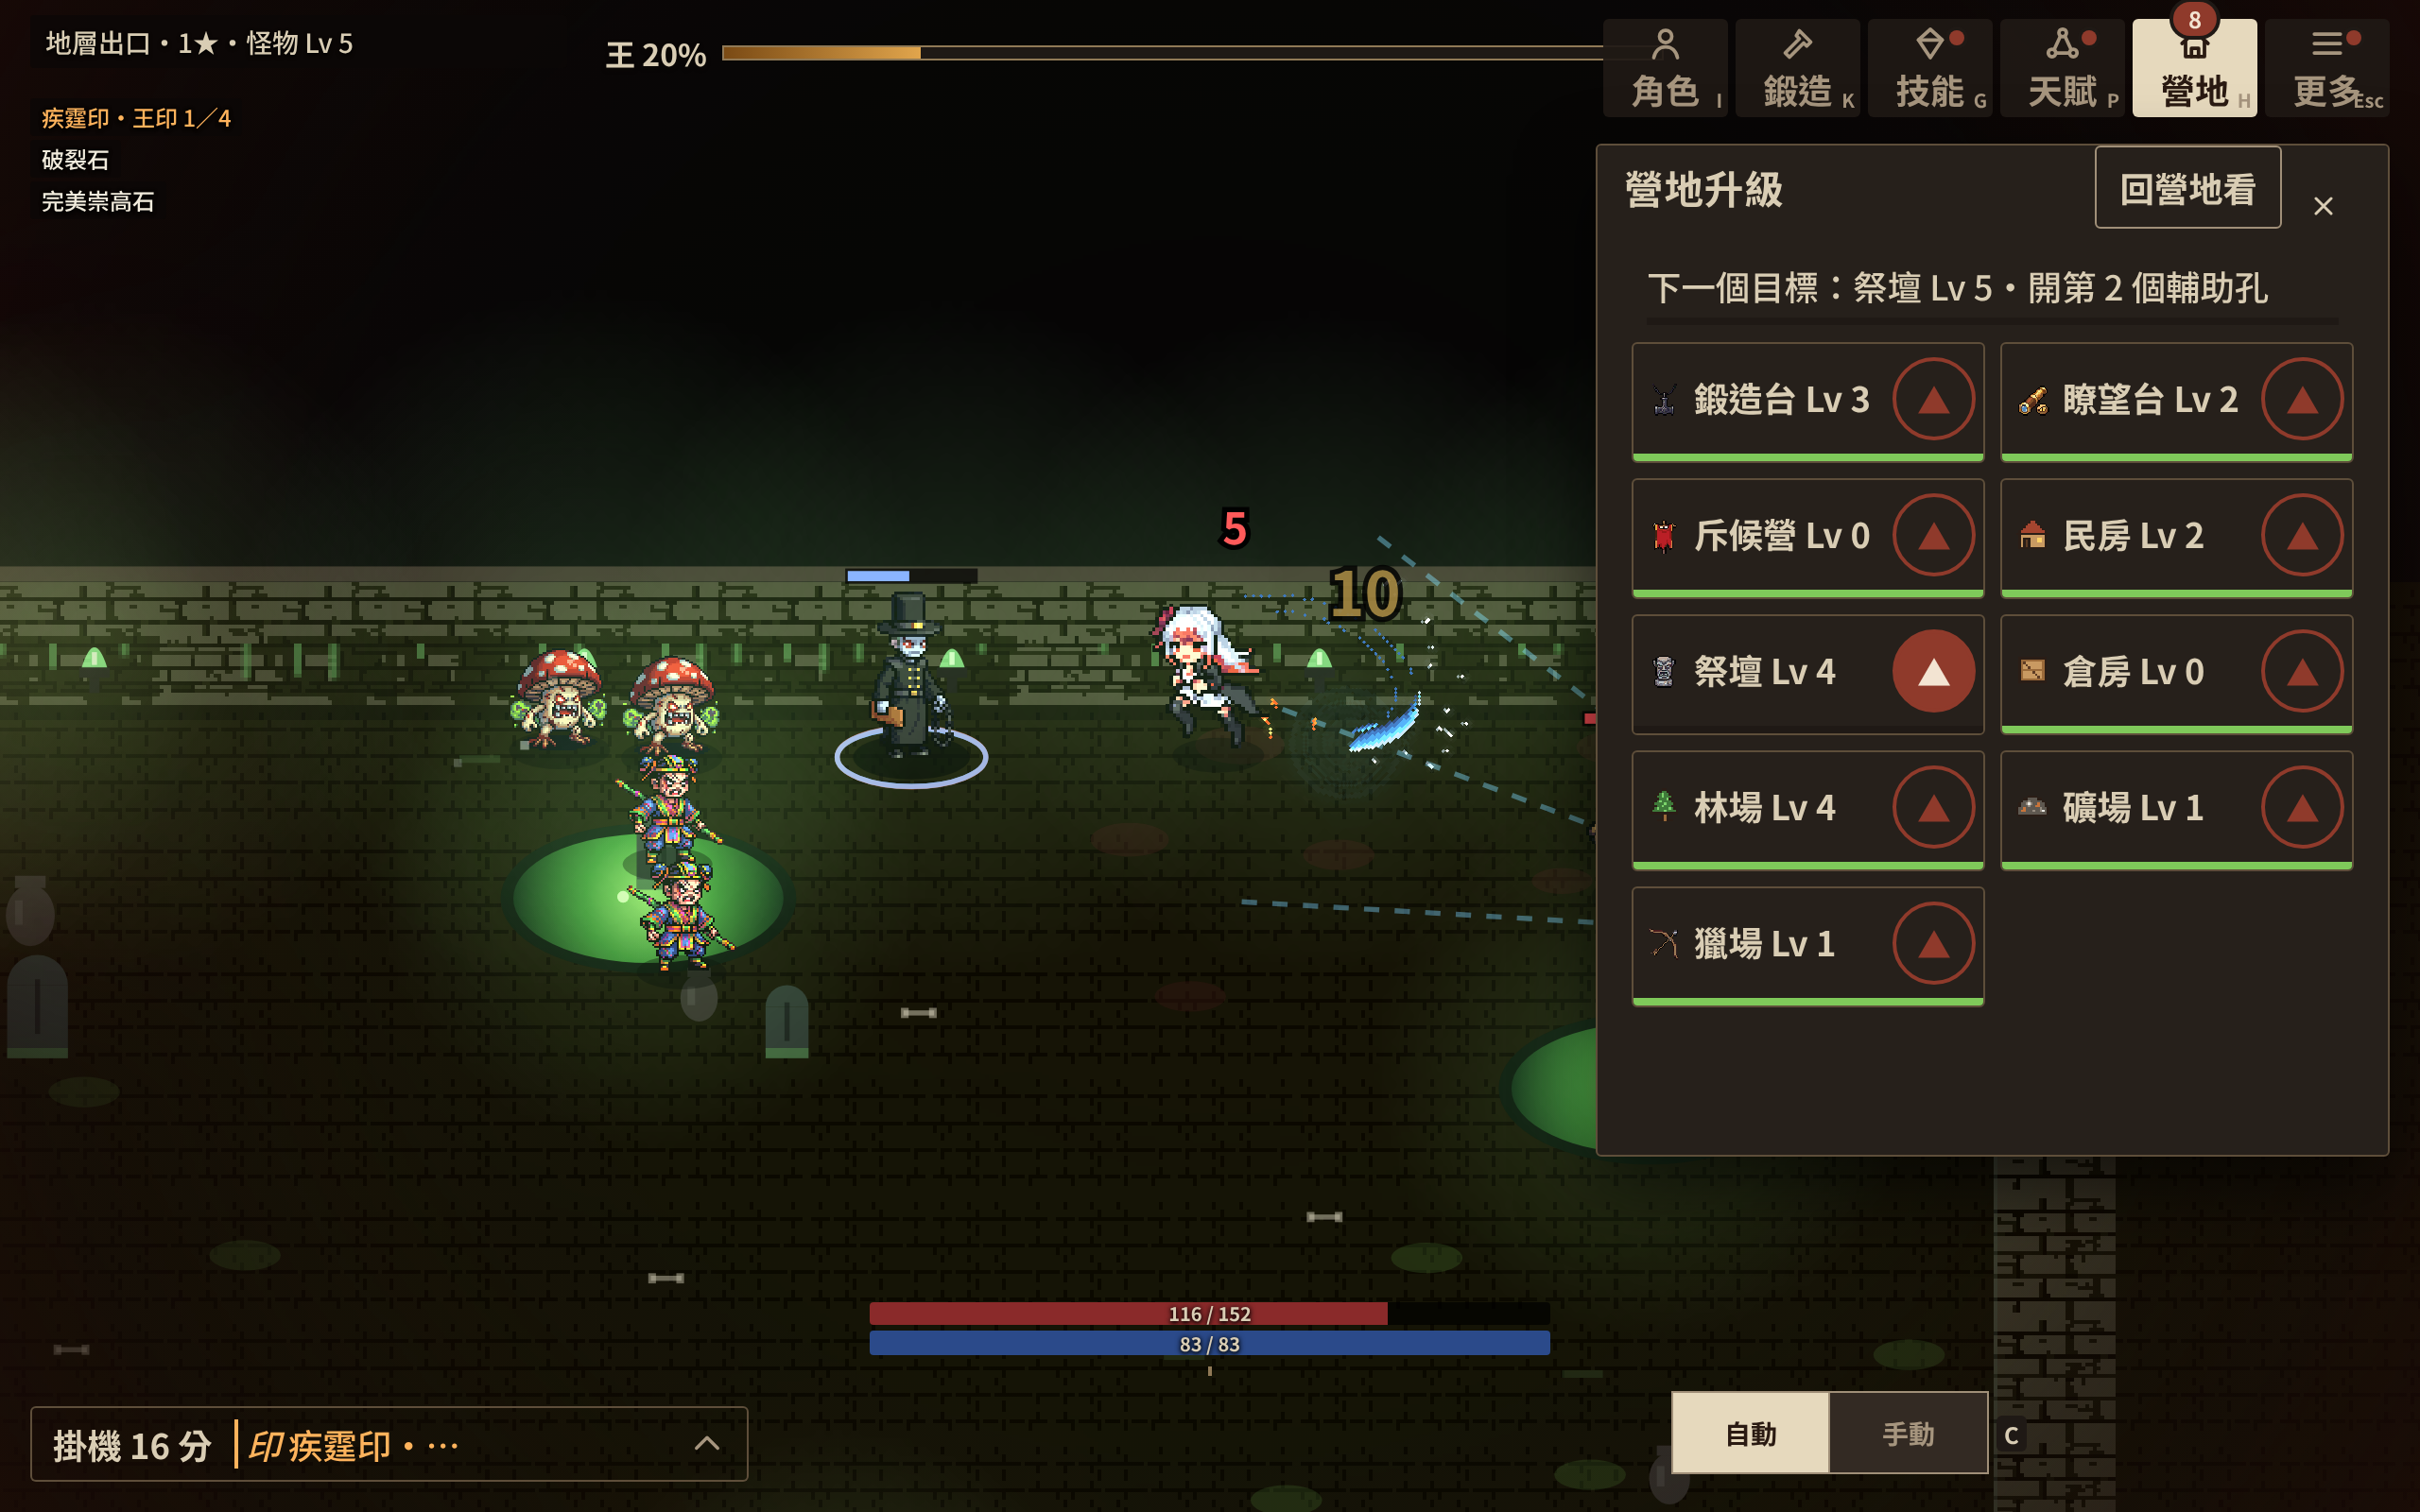 地層出口・1★・怪物 Lv 5
王 20%
疾霆印・王印 1／4
破裂石
完美崇高石
角色 I
鍛造 K
技能 G
天賦 P
8
營地 H
更多 Esc
營地升級
回營地看
×
下一個目標：祭壇 Lv 5・開第 2 個輔助孔
鍛造台 Lv 3
瞭望台 Lv 2
斥候營 Lv 0
民房 Lv 2
祭壇 Lv 4
倉房 Lv 0
林場 Lv 4
礦場 Lv 1
獵場 Lv 1
5
10
116 / 152
83 / 83
掛機 16 分
印 疾霆印・…
自動
手動
C